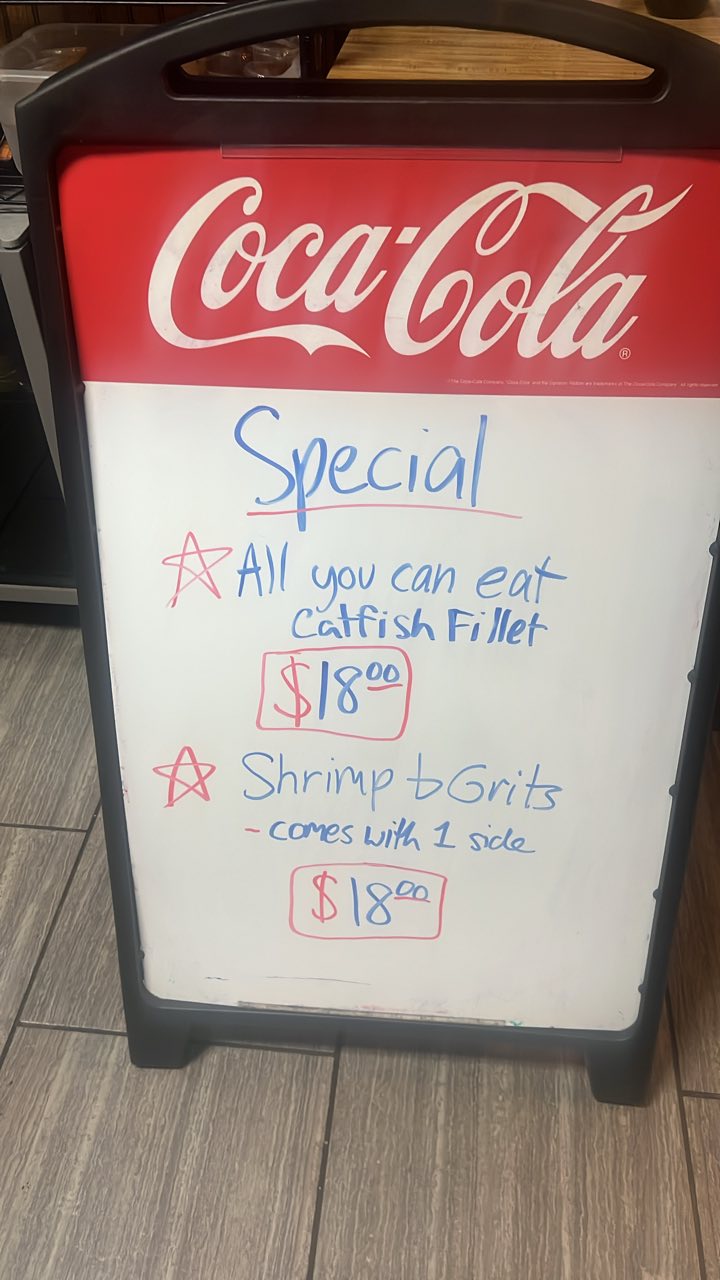 Coca-Cola
®
Special
All you can eat
Catfish Fillet
$18.00
Shrimp & Grits
- comes with 1 side
$18.00